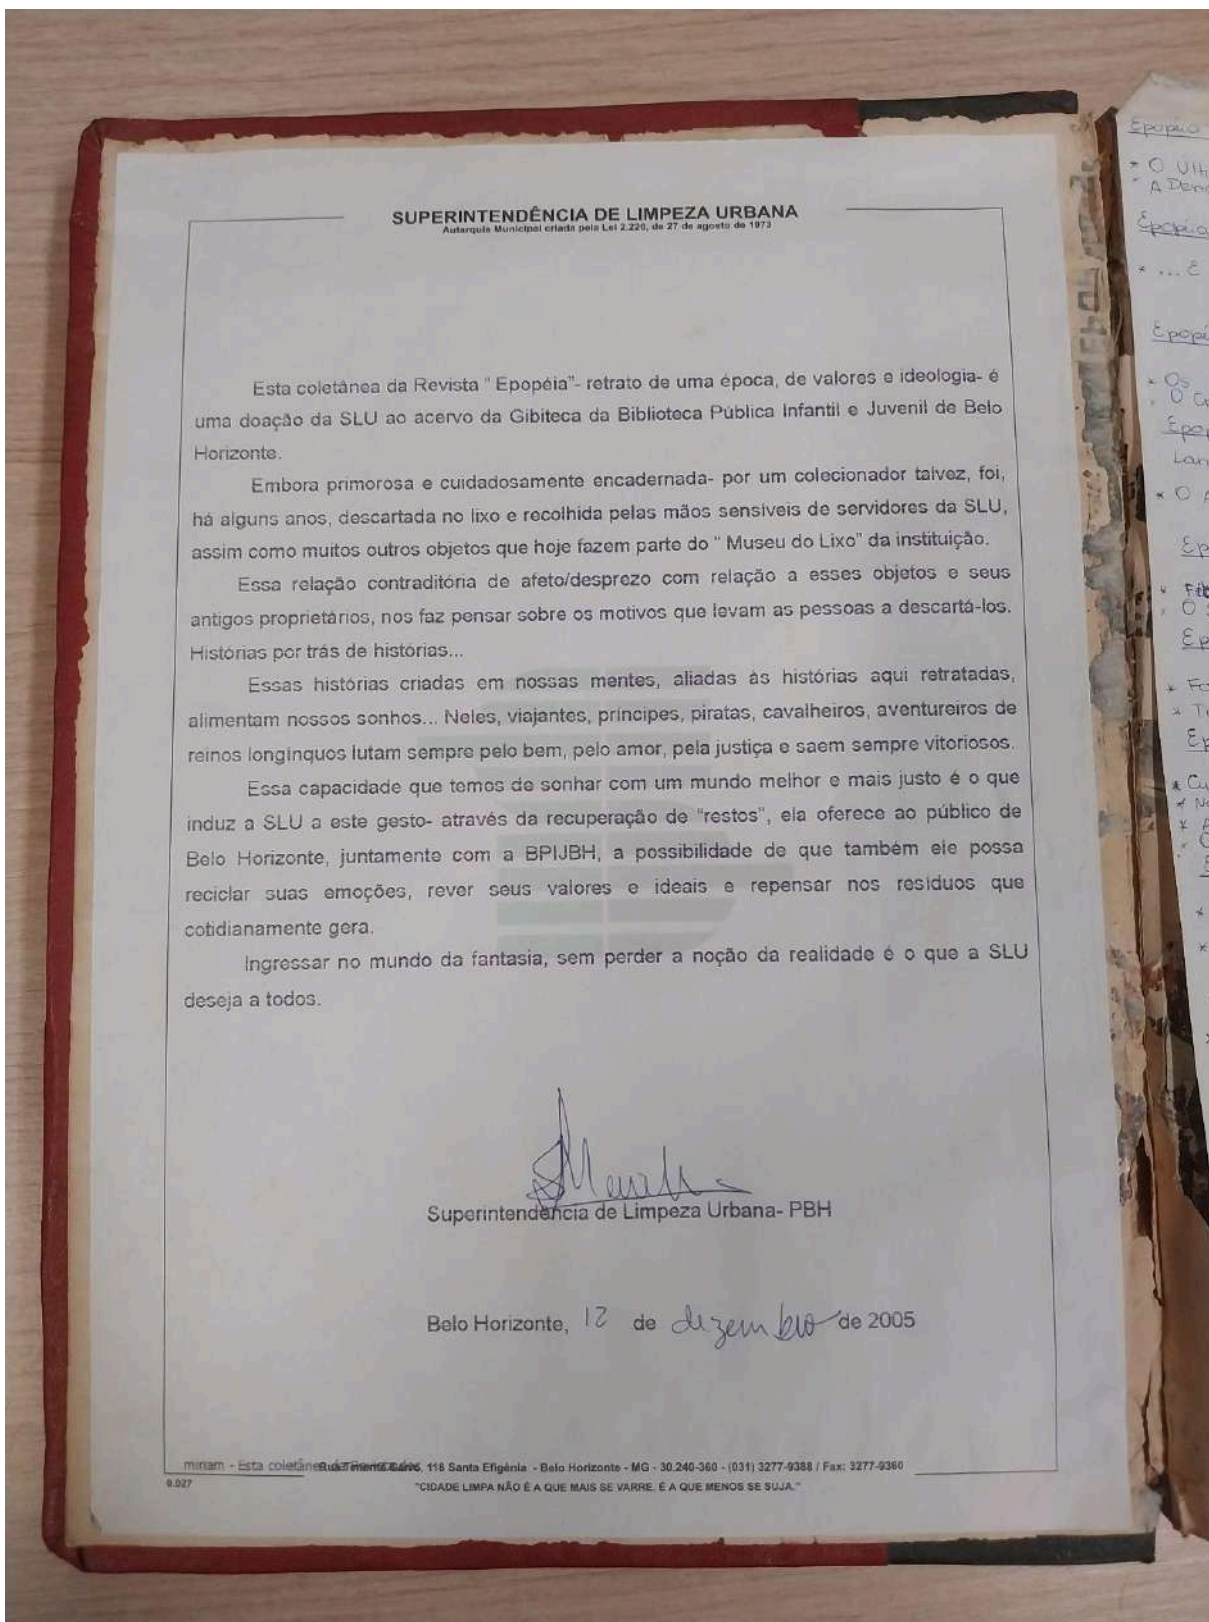 SUPERINTENDÊNCIA DE LIMPEZA URBANA
Autarquia Municipal criada pela Lei 2.220, de 27 de agosto de 1973
Esta coletânea da Revista " Epopéia"- retrato de uma época, de valores e ideologia- é
uma doação da SLU ao acervo da Gibiteca da Biblioteca Pública Infantil e Juvenil de Belo
Horizonte.
Embora primorosa e cuidadosamente encadernada- por um colecionador talvez, foi,
há alguns anos, descartada no lixo e recolhida pelas mãos sensíveis de servidores da SLU,
assim como muitos outros objetos que hoje fazem parte do " Museu do Lixo" da instituição.
Essa relação contraditória de afeto/desprezo com relação a esses objetos e seus
antigos proprietários, nos faz pensar sobre os motivos que levam as pessoas a descartá-los.
Histórias por trás de histórias...
Essas histórias criadas em nossas mentes, aliadas às histórias aqui retratadas,
alimentam nossos sonhos... Neles, viajantes, príncipes, piratas, cavalheiros, aventureiros de
reinos longínquos lutam sempre pelo bem, pelo amor, pela justiça e saem sempre vitoriosos.
Essa capacidade que temos de sonhar com um mundo melhor e mais justo é o que
induz a SLU a este gesto- através da recuperação de "restos", ela oferece ao público de
Belo Horizonte, juntamente com a BPIJBH, a possibilidade de que também ele possa
reciclar suas emoções, rever seus valores e ideais e repensar nos resíduos que
cotidianamente gera.
Ingressar no mundo da fantasia, sem perder a noção da realidade é o que a SLU
deseja a todos.
Superintendência de Limpeza Urbana- PBH
Belo Horizonte, 12 de dezembro de 2005
miriam - Esta coletânea 118 Santa Efigênia - Belo Horizonte - MG - 30.240-360 - (031) 3277-9388 / Fax: 3277-9360
0.027
"CIDADE LIMPA NÃO É A QUE MAIS SE VARRE. É A QUE MENOS SE SUJA."
Epopéia
* O
A
* ... E
* Os
* O